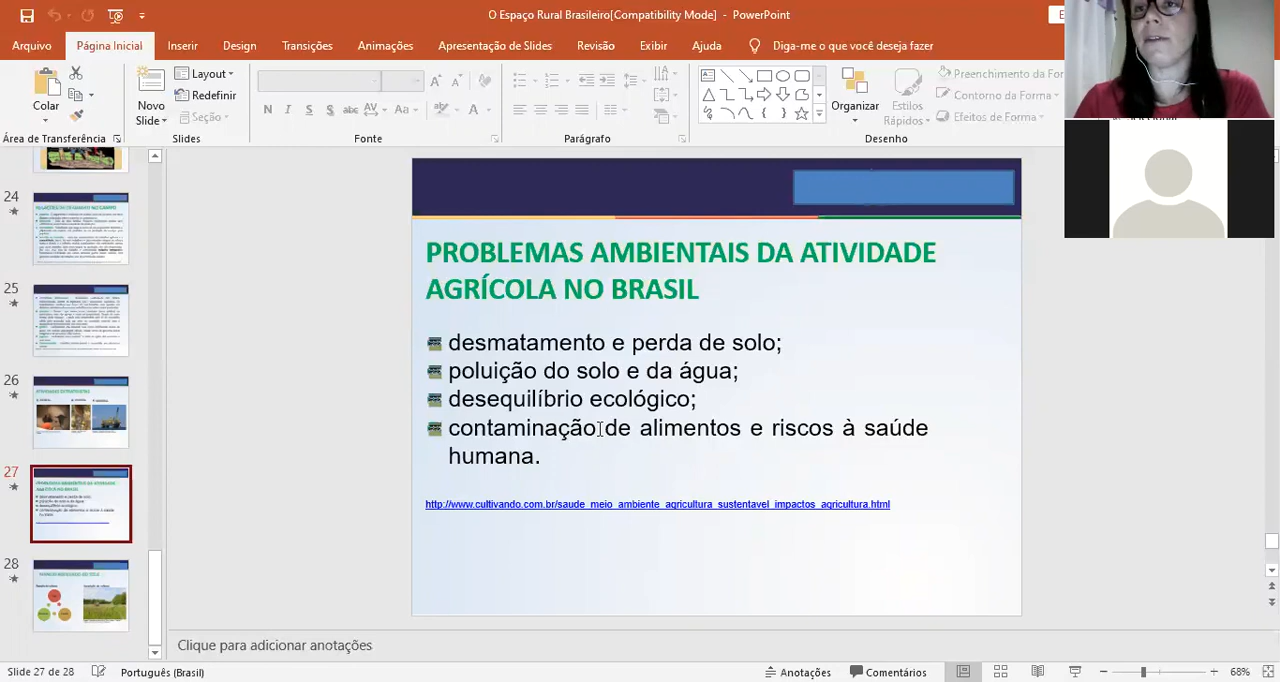 O Espaço Rural Brasileiro[Compatibility Mode] - PowerPoint
Arquivo Página Inicial Inserir Design Transições Animações Apresentação de Slides Revisão Exibir Ajuda Diga-me o que você deseja fazer
Colar
Novo
Slide
Layout
Redefinir
Seção
Organizar
Estilos
Rápidos
Preenchimento da For
Contorno da Forma
Efeitos de Forma
Área de Transferência Slides Fonte Parágrafo Desenho
24
25
26
27
28
PROBLEMAS AMBIENTAIS DA ATIVIDADE
AGRÍCOLA NO BRASIL
desmatamento e perda de solo;
poluição do solo e da água;
desequilíbrio ecológico;
contaminação de alimentos e riscos à saúde
humana.
http://www.cultivando.com.br/saude_meio_ambiente_agricultura_sustentavel_impactos_agricultura.html
Clique para adicionar anotações
Slide 27 de 28 Português (Brasil) Anotações Comentários 68%